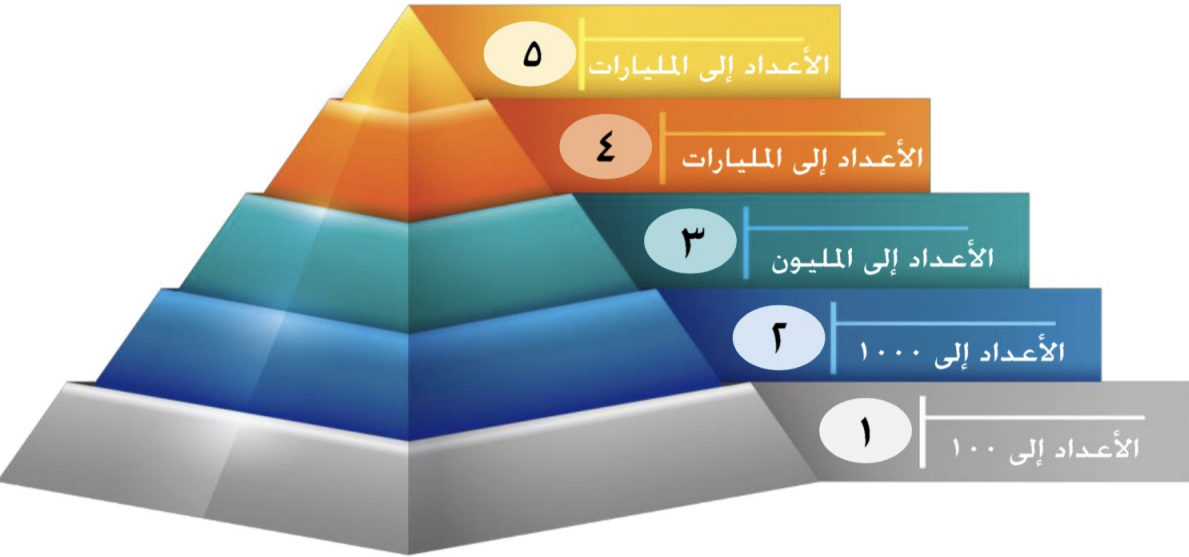 ٥
الأعداد إلى المليارات
٤
الأعداد إلى المليارات
٣
الأعداد إلى المليون
٢
الأعداد إلى ١٠٠٠
١
الأعداد إلى ١٠٠